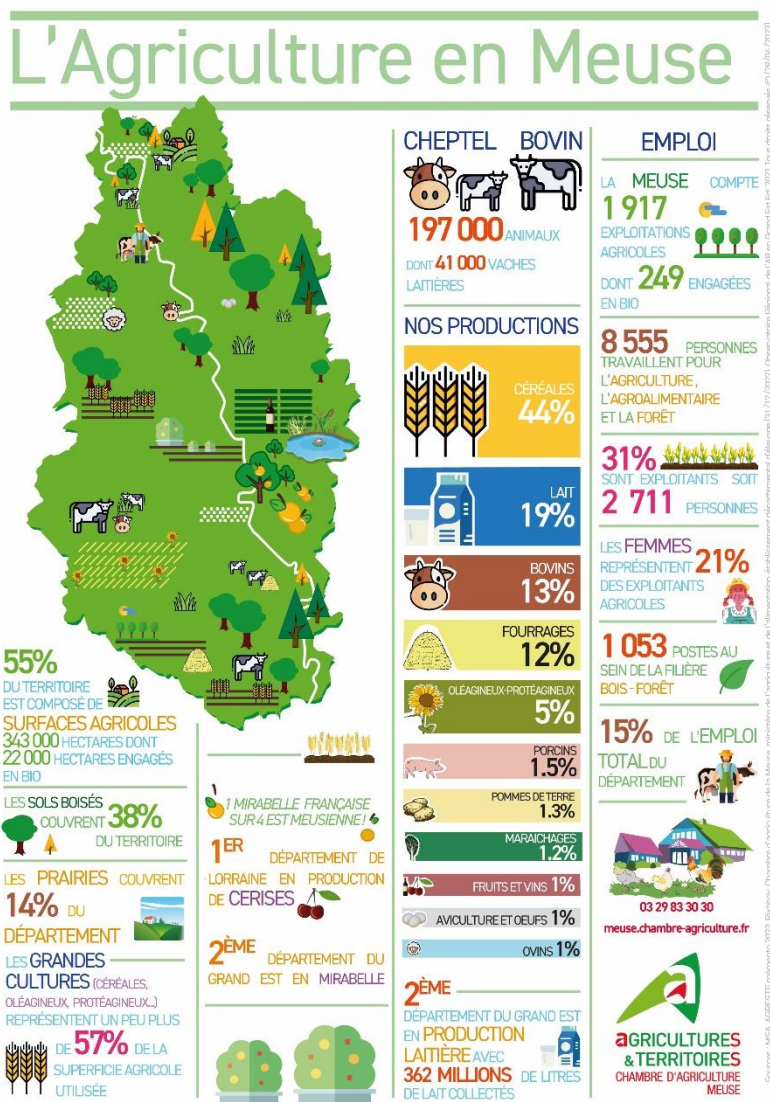 L'Agriculture en Meuse
55%
DU TERRITOIRE
EST COMPOSÉ DE
SURFACES AGRICOLES
343 000 HECTARES DONT
22 000 HECTARES ENGAGÉS
EN BIO
LES SOLS BOISÉS
COUVRENT 38%
DU TERRITOIRE
LES PRAIRIES COUVRENT
14% DU
DÉPARTEMENT
LES GRANDES
CULTURES (CÉRÉALES,
OLÉAGINEUX, PROTÉAGINEUX...)
REPRÉSENTENT UN PEU PLUS
DE 57% DE LA
SUPERFICIE AGRICOLE
UTILISÉE
1 MIRABELLE FRANÇAISE
SUR 4 EST MEUSIENNE !
1ER
DÉPARTEMENT DE
LORRAINE EN PRODUCTION
DE CERISES
2ÈME
DÉPARTEMENT DU
GRAND EST EN MIRABELLE
CHEPTEL BOVIN
197 000 ANIMAUX
DONT 41 000 VACHES
LAITIÈRES
NOS PRODUCTIONS
CÉRÉALES
44%
LAIT
19%
BOVINS
13%
FOURRAGES
12%
OLÉAGINEUX-PROTÉAGINEUX
5%
PORCINS
1.5%
POMMES DE TERRE
1.3%
MARAICHAGES
1.2%
FRUITS ET VINS 1%
AVICULTURE ET OEUFS 1%
OVINS 1%
2ÈME
DÉPARTEMENT DU GRAND EST
EN PRODUCTION
LAITIÈRE AVEC
362 MILLIONS DE LITRES
DE LAIT COLLECTÉS
EMPLOI
LA MEUSE COMPTE
1 917
EXPLOITATIONS
AGRICOLES
DONT 249 ENGAGÉES
EN BIO
8 555 PERSONNES
TRAVAILLENT POUR
L'AGRICULTURE,
L'AGROALIMENTAIRE
ET LA FORÊT
31%
SONT EXPLOITANTS SOIT
2 711 PERSONNES
LES FEMMES
REPRÉSENTENT 21%
DES EXPLOITANTS
AGRICOLES
1 053 POSTES AU
SEIN DE LA FILIÈRE
BOIS - FORÊT
15% DE L'EMPLOI
TOTAL DU
DÉPARTEMENT
03 29 83 30 30
meuse.chambre-agriculture.fr
AGRICULTURES
& TERRITOIRES
CHAMBRE D'AGRICULTURE
MEUSE